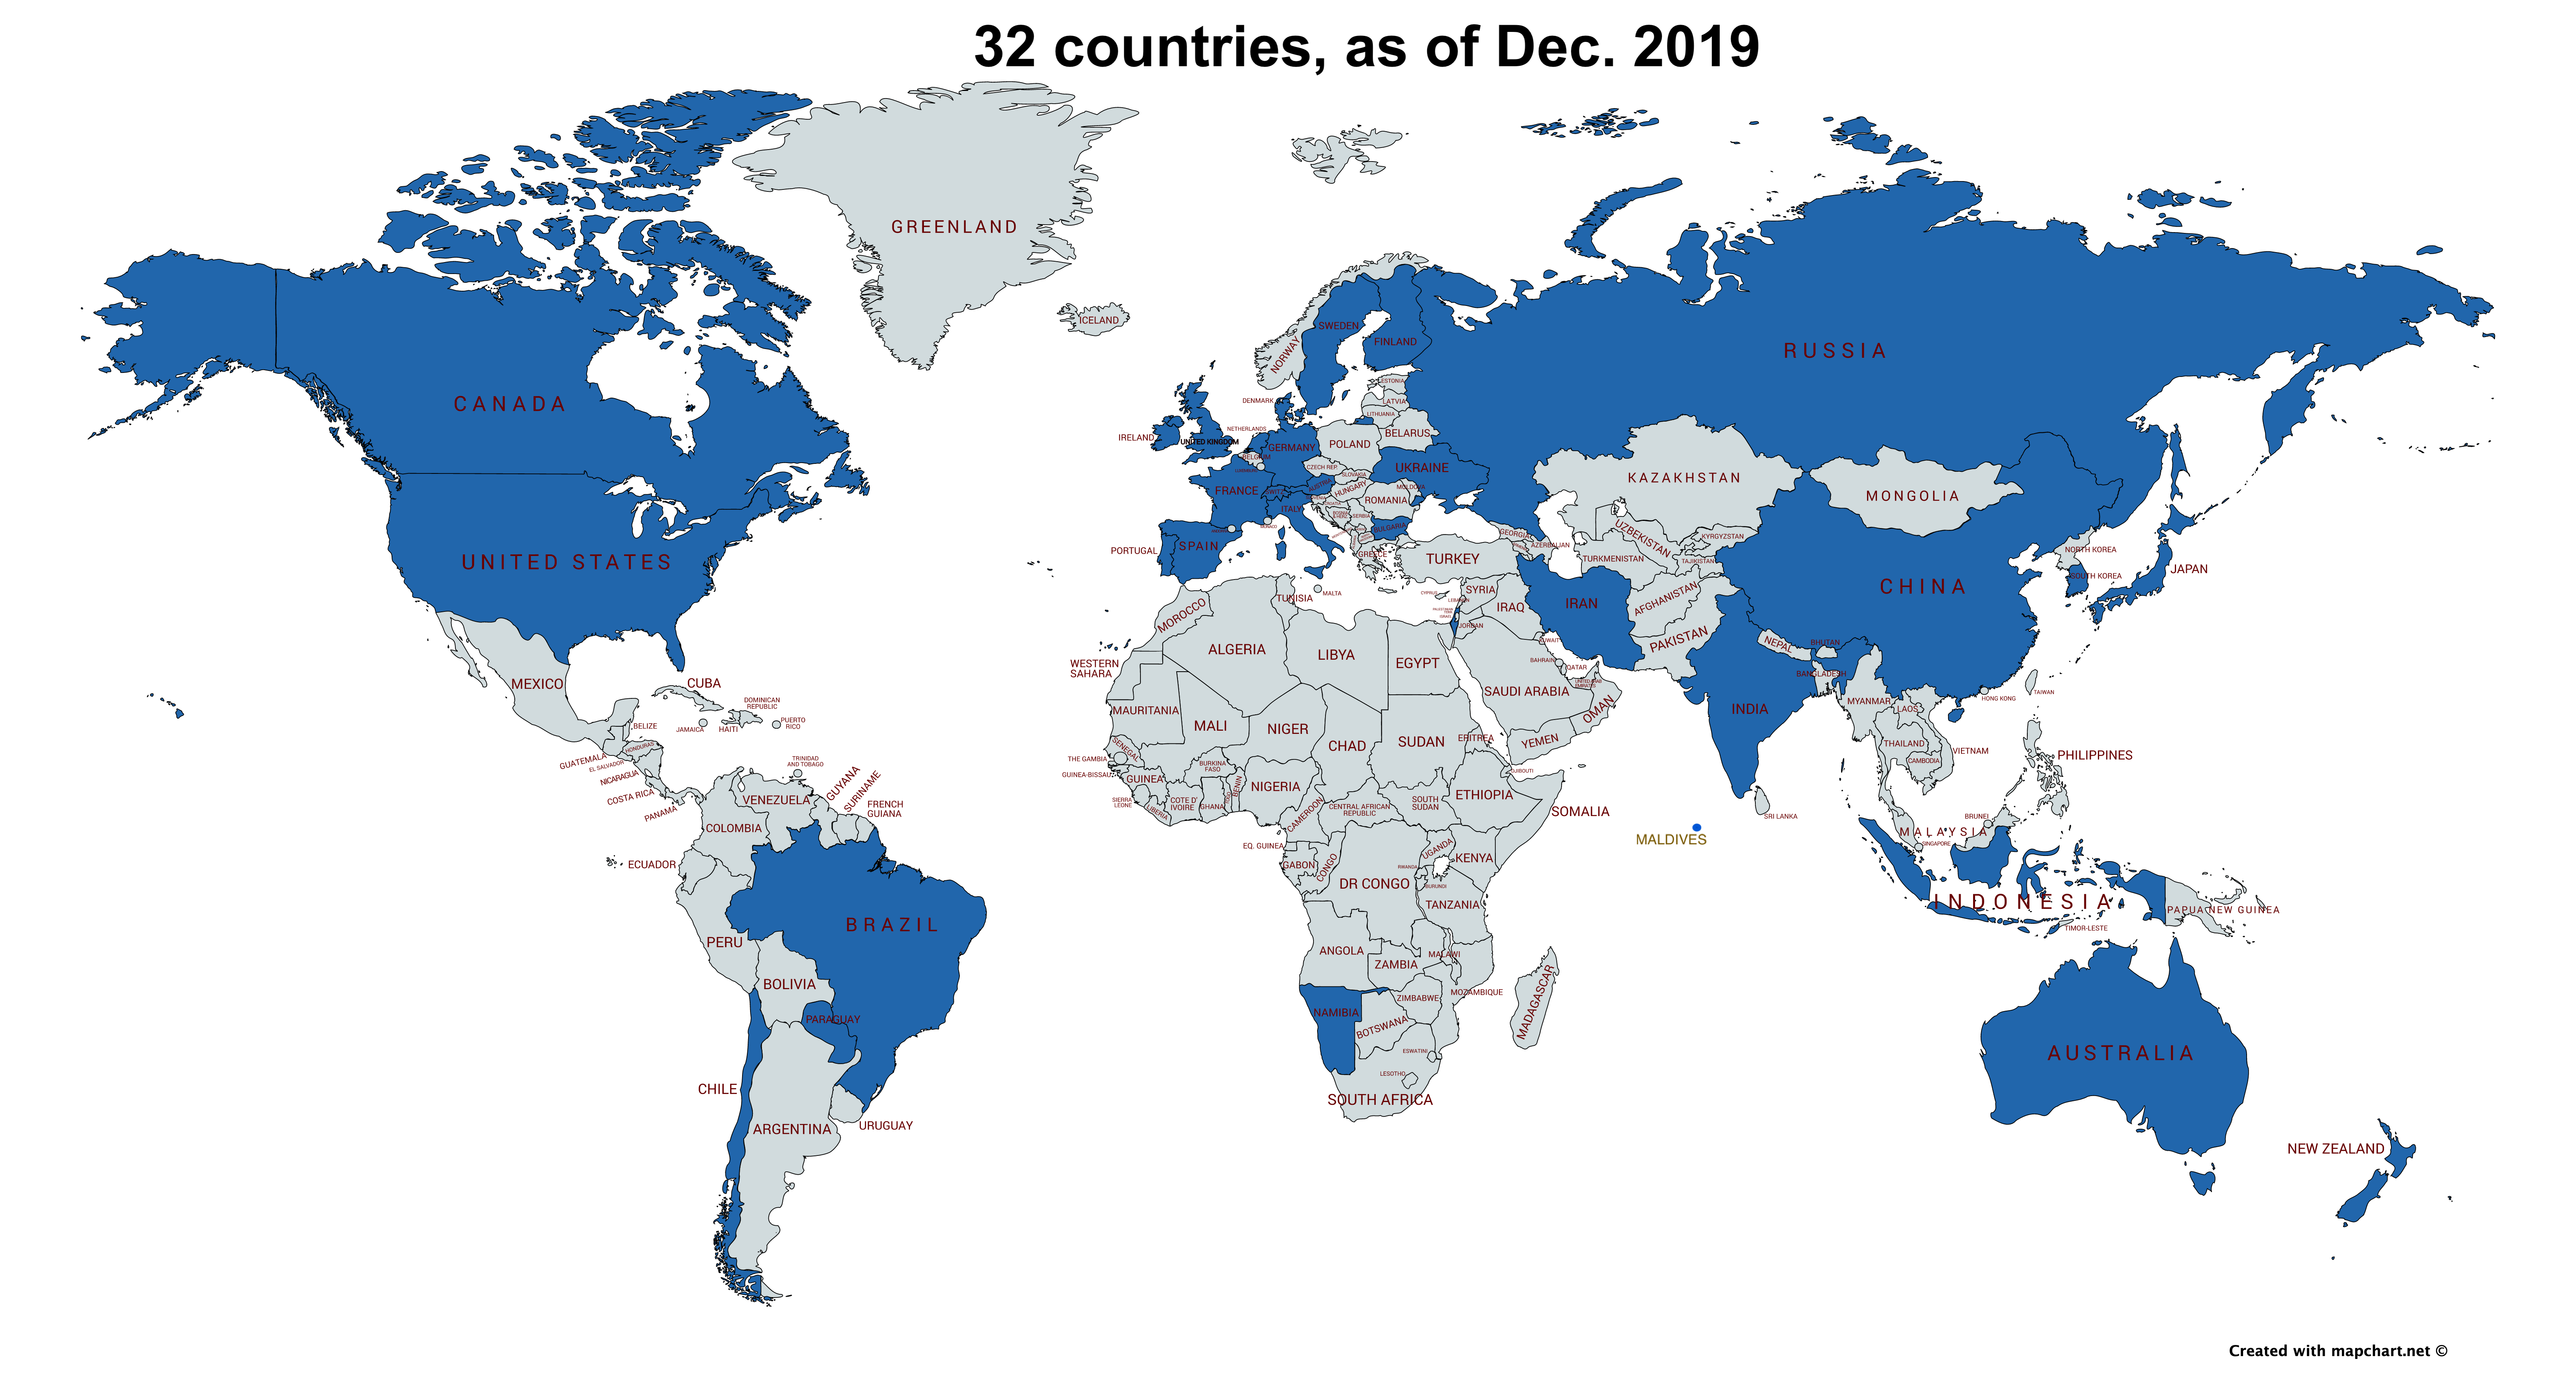 32 countries, as of Dec. 2019
GREENLAND
ICELAND
CANADA
UNITED STATES
MEXICO
CUBA
DOMINICAN
REPUBLIC
JAMAICA
HAITI
PUERTO
RICO
BELIZE
GUATEMALA
HONDURAS
EL SALVADOR
NICARAGUA
COSTA RICA
PANAMA
TRINIDAD
AND TOBAGO
VENEZUELA
GUYANA
SURINAME
FRENCH
GUIANA
COLOMBIA
ECUADOR
PERU
BRAZIL
BOLIVIA
PARAGUAY
CHILE
ARGENTINA
URUGUAY
NORWAY
SWEDEN
FINLAND
RUSSIA
ESTONIA
LATVIA
LITHUANIA
DENMARK
IRELAND
UNITED KINGDOM
NETHERLANDS
BELGIUM
GERMANY
POLAND
BELARUS
UKRAINE
CZECH REP.
SLOVAKIA
AUSTRIA
HUNGARY
MOLDOVA
ROMANIA
FRANCE
SWITZ.
ITALY
MONACO
SERBIA
BULGARIA
GREECE
PORTUGAL
SPAIN
MALTA
TURKEY
GEORGIA
AZERBAIJAN
CYPRUS
LEBANON
SYRIA
IRAQ
IRAN
ISRAEL
JORDAN
KUWAIT
BAHRAIN
QATAR
UNITED ARAB
EMIRATES
SAUDI ARABIA
OMAN
YEMEN
KAZAKHSTAN
UZBEKISTAN
TURKMENISTAN
KYRGYZSTAN
TAJIKISTAN
AFGHANISTAN
PAKISTAN
MONGOLIA
CHINA
NORTH KOREA
SOUTH KOREA
JAPAN
NEPAL
BHUTAN
BANGLADESH
INDIA
SRI LANKA
MALDIVES
MYANMAR
LAOS
THAILAND
VIETNAM
CAMBODIA
HONG KONG
TAIWAN
PHILIPPINES
BRUNEI
MALAYSIA
SINGAPORE
INDONESIA
TIMOR-LESTE
PAPUA NEW GUINEA
AUSTRALIA
NEW ZEALAND
MOROCCO
TUNISIA
ALGERIA
LIBYA
EGYPT
WESTERN
SAHARA
MAURITANIA
MALI
NIGER
CHAD
SUDAN
ERITREA
SENEGAL
THE GAMBIA
GUINEA-BISSAU
GUINEA
SIERRA
LEONE
LIBERIA
COTE D'
IVOIRE
BURKINA
FASO
GHANA
TOGO
BENIN
NIGERIA
CAMEROON
CENTRAL AFRICAN
REPUBLIC
SOUTH
SUDAN
ETHIOPIA
DJIBOUTI
SOMALIA
EQ. GUINEA
GABON
CONGO
DR CONGO
UGANDA
KENYA
RWANDA
BURUNDI
TANZANIA
ANGOLA
ZAMBIA
MALAWI
MOZAMBIQUE
ZIMBABWE
MADAGASCAR
NAMIBIA
BOTSWANA
ESWATINI
LESOTHO
SOUTH AFRICA
Created with mapchart.net ©